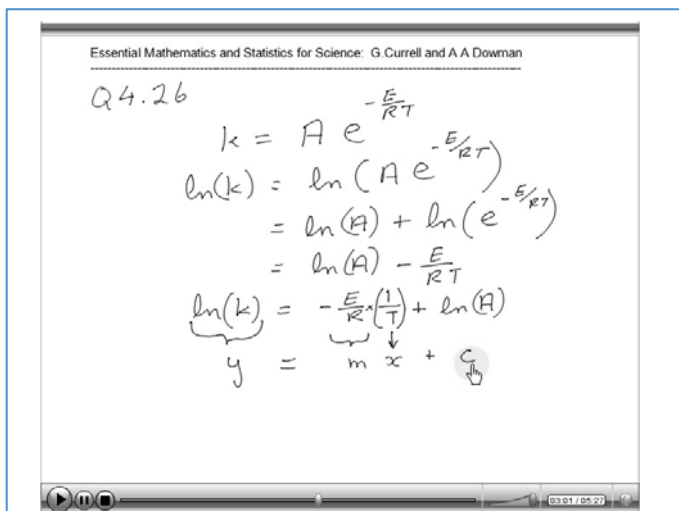 Essential Mathematics and Statistics for Science: G Currell and A A Dowman
Q4.26
k = A e^(-E/RT)
ln(k) = ln(A e^(-E/RT))
= ln(A) + ln(e^(-E/RT))
= ln(A) - E/RT
ln(k) = -E/R × (1/T) + ln(A)
y = m x + c
03:01 / 05:27